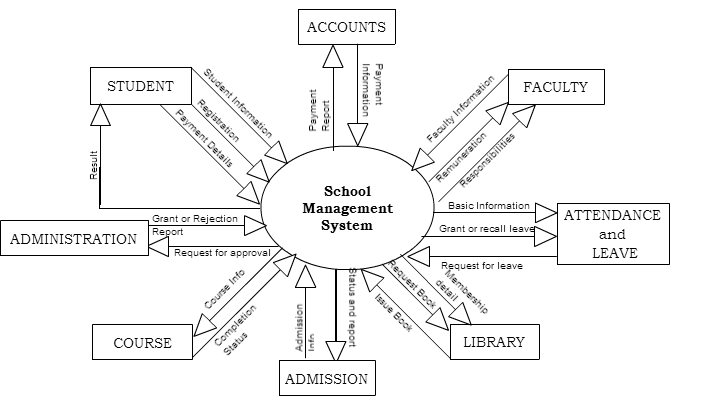 ACCOUNTS
STUDENT
FACULTY
Student Information
Registration
Payment Details
Result
Payment
Report
Payment
Information
Faculty Information
Remuneration
Responsibilities
School
Management
System
Grant or Rejection
Report
Request for approval
ADMINISTRATION
Basic Information
Grant or recall leave
Request for leave
ATTENDANCE
and
LEAVE
Course Info
Completion
Status
COURSE
Admission
Info
Status and report
ADMISSION
Request Book
Issue Book
Membership
detail
LIBRARY